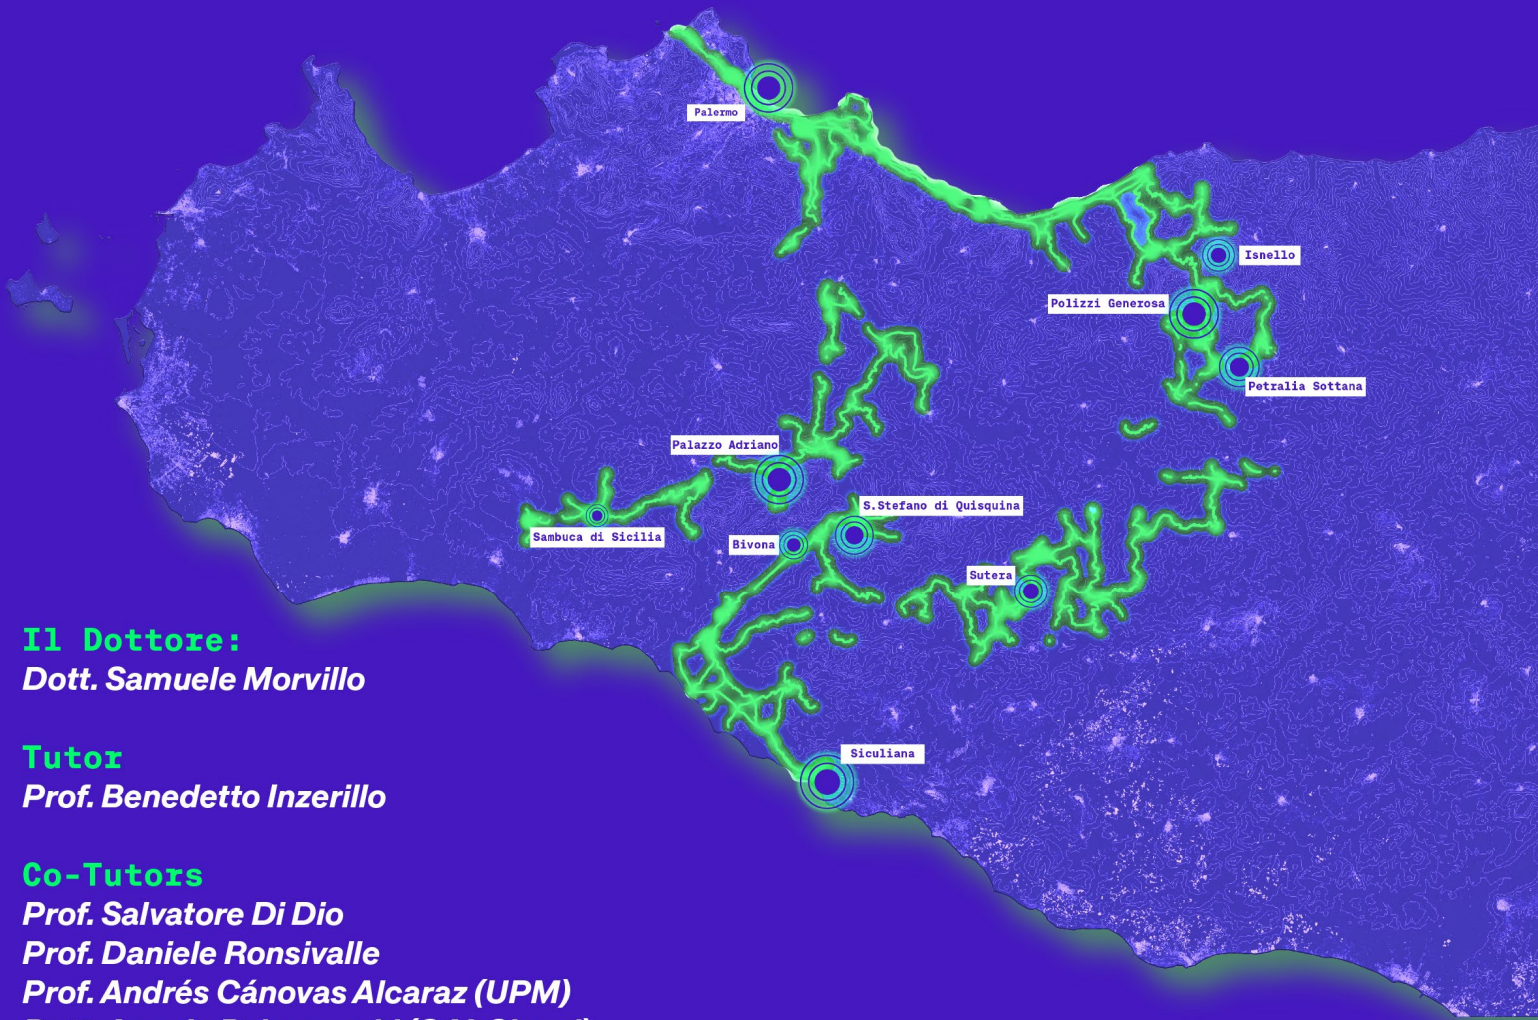 Palermo
Isnello
Polizzi Generosa
Petralia Sottana
Palazzo Adriano
S.Stefano di Quisquina
Sambuca di Sicilia
Bivona
Sutera
Siculiana
Il Dottore:
Dott. Samuele Morvillo
Tutor
Prof. Benedetto Inzerillo
Co-Tutors
Prof. Salvatore Di Dio
Prof. Daniele Ronsivalle
Prof. Andrés Cánovas Alcaraz (UPM)